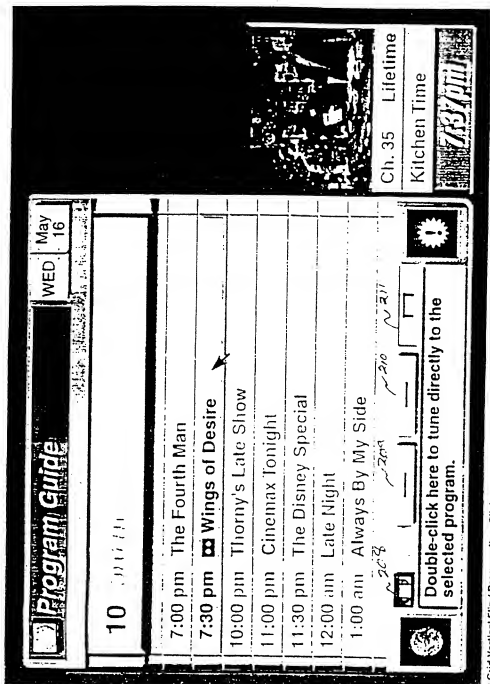 Program Guide
WED May 16
10
7:00 pm The Fourth Man
7:30 pm Wings of Desire
10:00 pm Thorny's Late Show
11:00 pm Cinemax Tonight
11:30 pm The Disney Special
12:00 am Late Night
1:00 am Always By My Side
208 209 210 211
Double-click here to tune directly to the
selected program.
Ch. 35 Lifetime
Kitchen Time
7:37pm